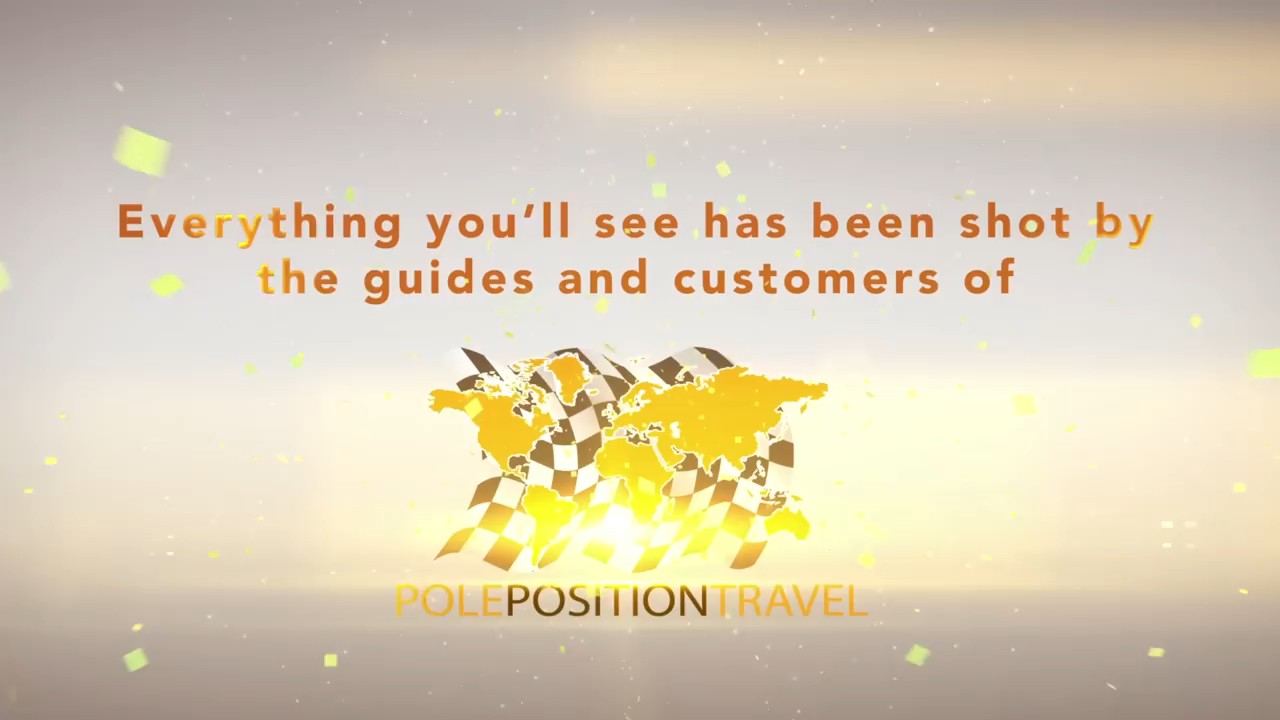 Everything you’ll see has been shot by
the guides and customers of
POLEPOSITIONTRAVEL